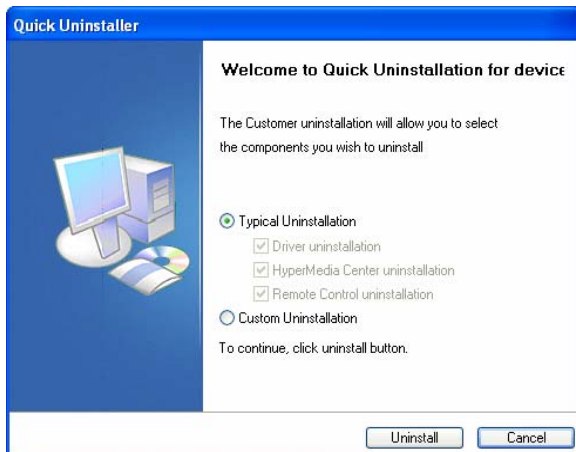 Quick Uninstaller
Welcome to Quick Uninstallation for device
The Customer uninstallation will allow you to select
the components you wish to uninstall
Typical Uninstallation
Driver uninstallation
HyperMedia Center uninstallation
Remote Control uninstallation
Custom Uninstallation
To continue, click uninstall button.
Uninstall
Cancel